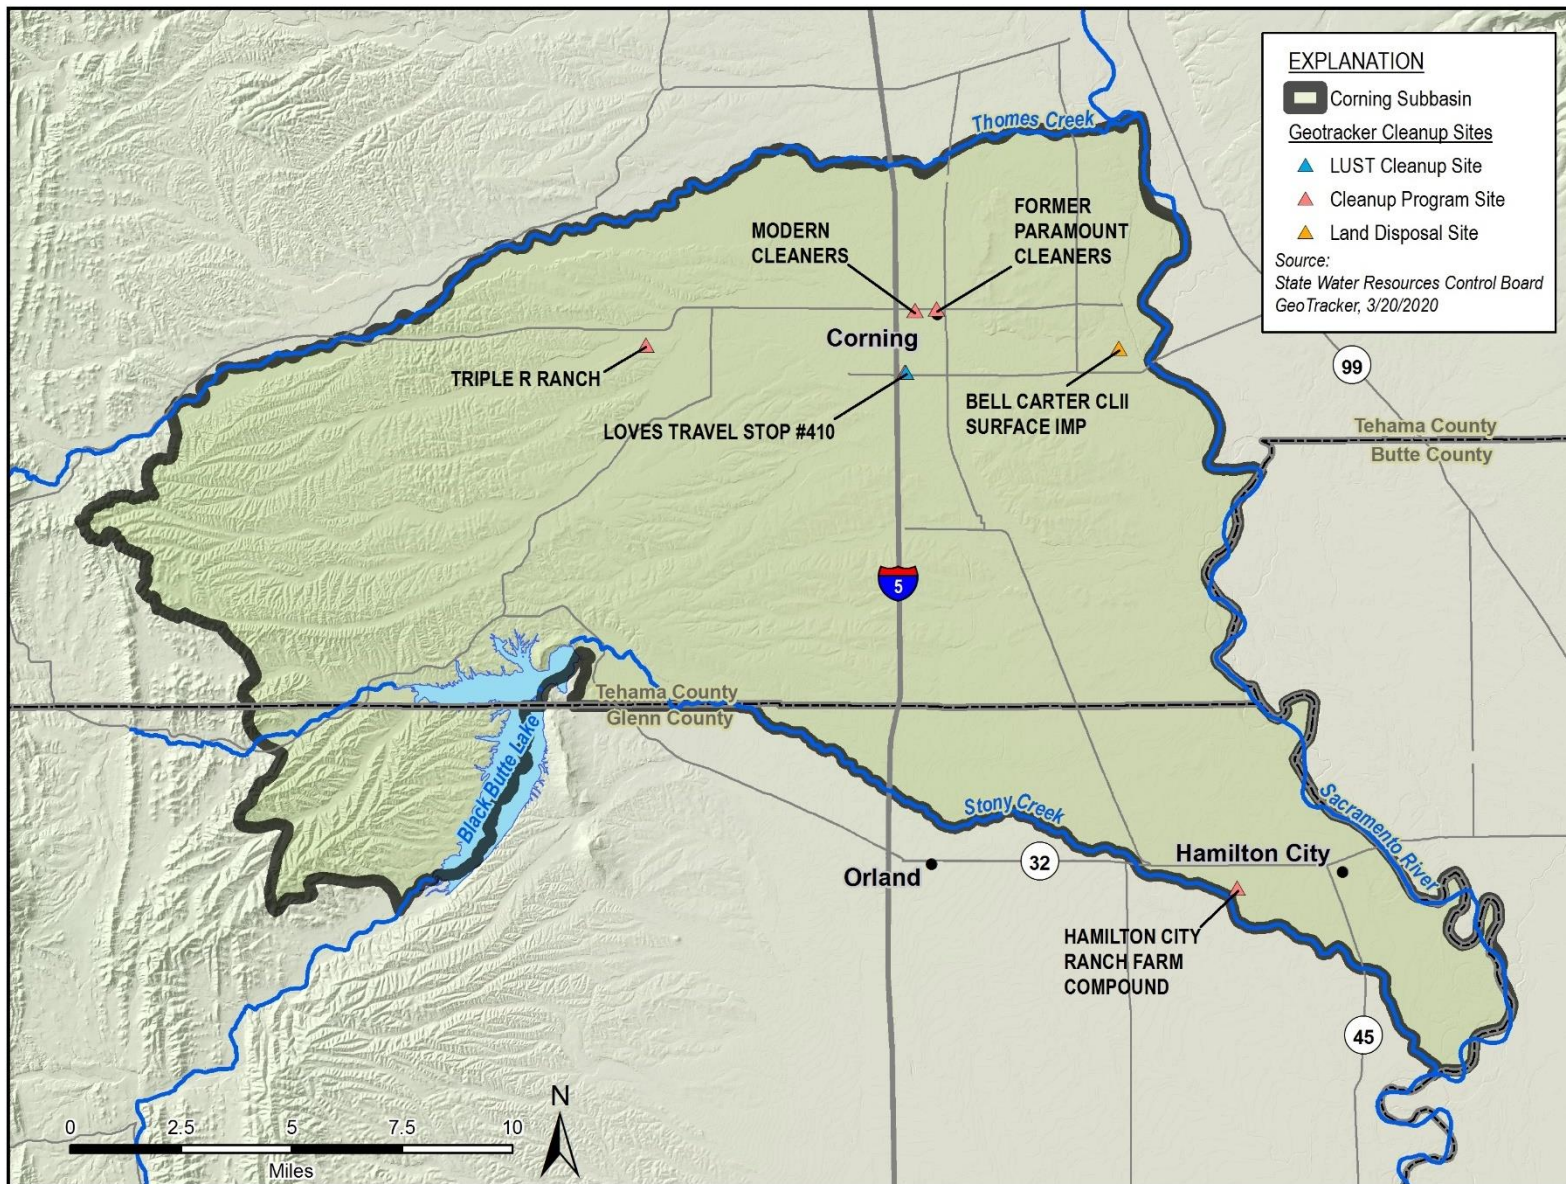 EXPLANATION
Corning Subbasin
Geotracker Cleanup Sites
LUST Cleanup Site
Cleanup Program Site
Land Disposal Site
Source:
State Water Resources Control Board
GeoTracker, 3/20/2020
Thomes Creek
MODERN
CLEANERS
FORMER
PARAMOUNT
CLEANERS
Corning
TRIPLE R RANCH
LOVES TRAVEL STOP #410
BELL CARTER CLII
SURFACE IMP
99
Tehama County
Butte County
5
Tehama County
Glenn County
Black Butte Lake
Stony Creek
Sacramento River
Orland
32
Hamilton City
HAMILTON CITY
RANCH FARM
COMPOUND
45
N
0 2.5 5 7.5 10
Miles